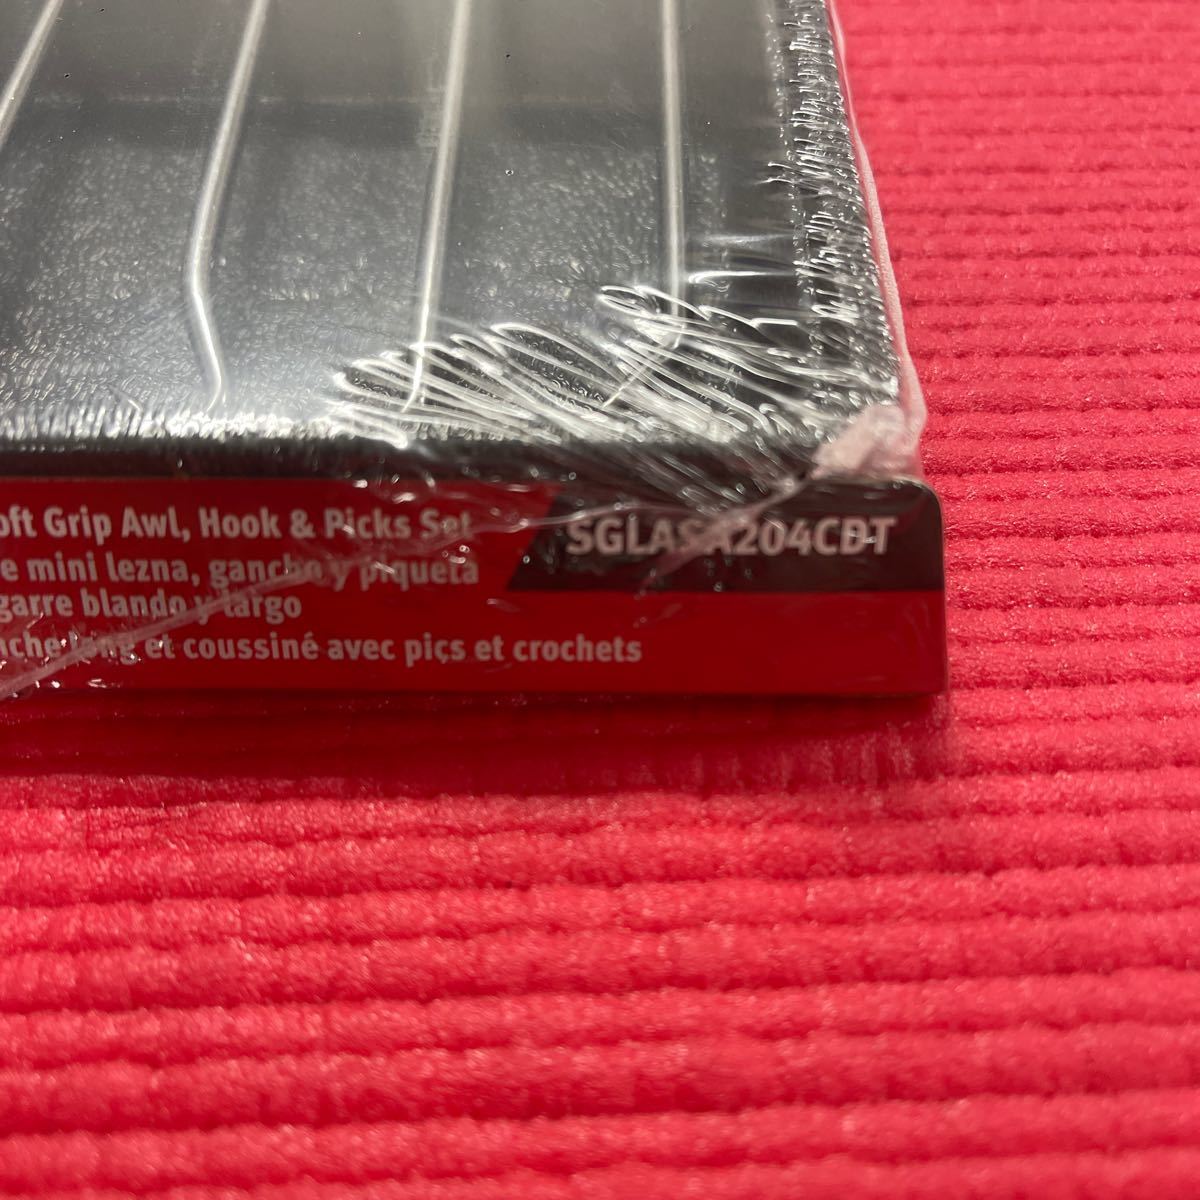 oft Grip Awl, Hook & Picks Set
SGLASA204CDT
e mini lezna, gancho y piqueta
garre blando y largo
nche long et coussiné avec pics et crochets